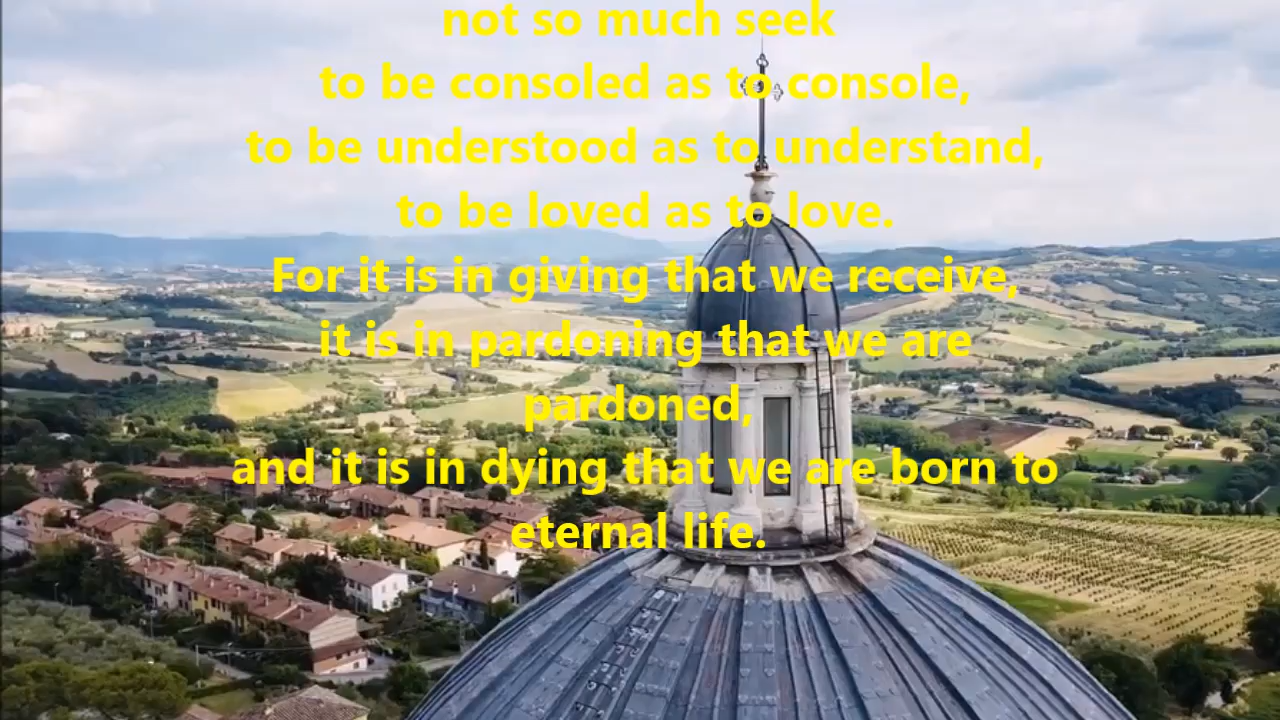 not so much seek
to be consoled as to console,
to be understood as to understand,
to be loved as to love.
For it is in giving that we receive,
it is in pardoning that we are
pardoned,
and it is in dying that we are born to
eternal life.